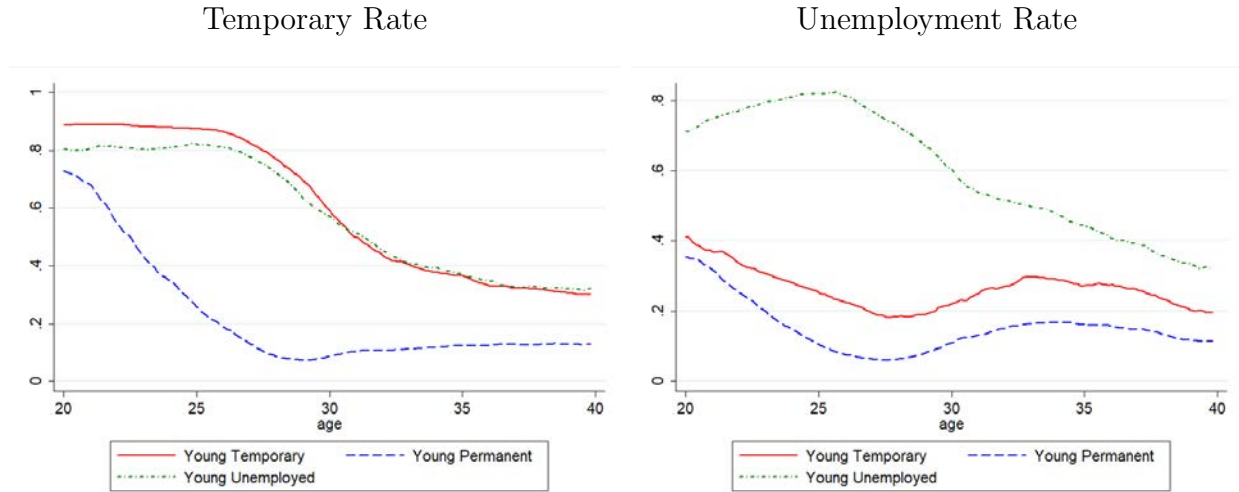 Temporary Rate
1
.8
.6
.4
.2
0
20 25 30 35 40
age
Young Temporary Young Permanent
Young Unemployed
Unemployment Rate
.8
.6
.4
.2
0
20 25 30 35 40
age
Young Temporary Young Permanent
Young Unemployed